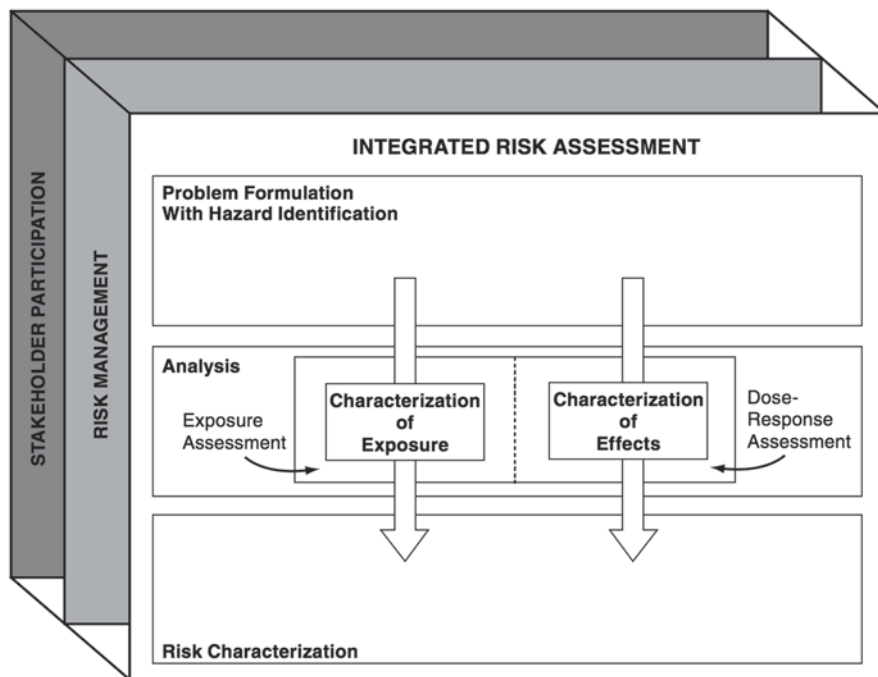 STAKEHOLDER PARTICIPATION
RISK MANAGEMENT
INTEGRATED RISK ASSESSMENT
Problem Formulation
With Hazard Identification
Analysis
Exposure
Assessment
Characterization
of
Exposure
Characterization
of
Effects
Dose-
Response
Assessment
Risk Characterization